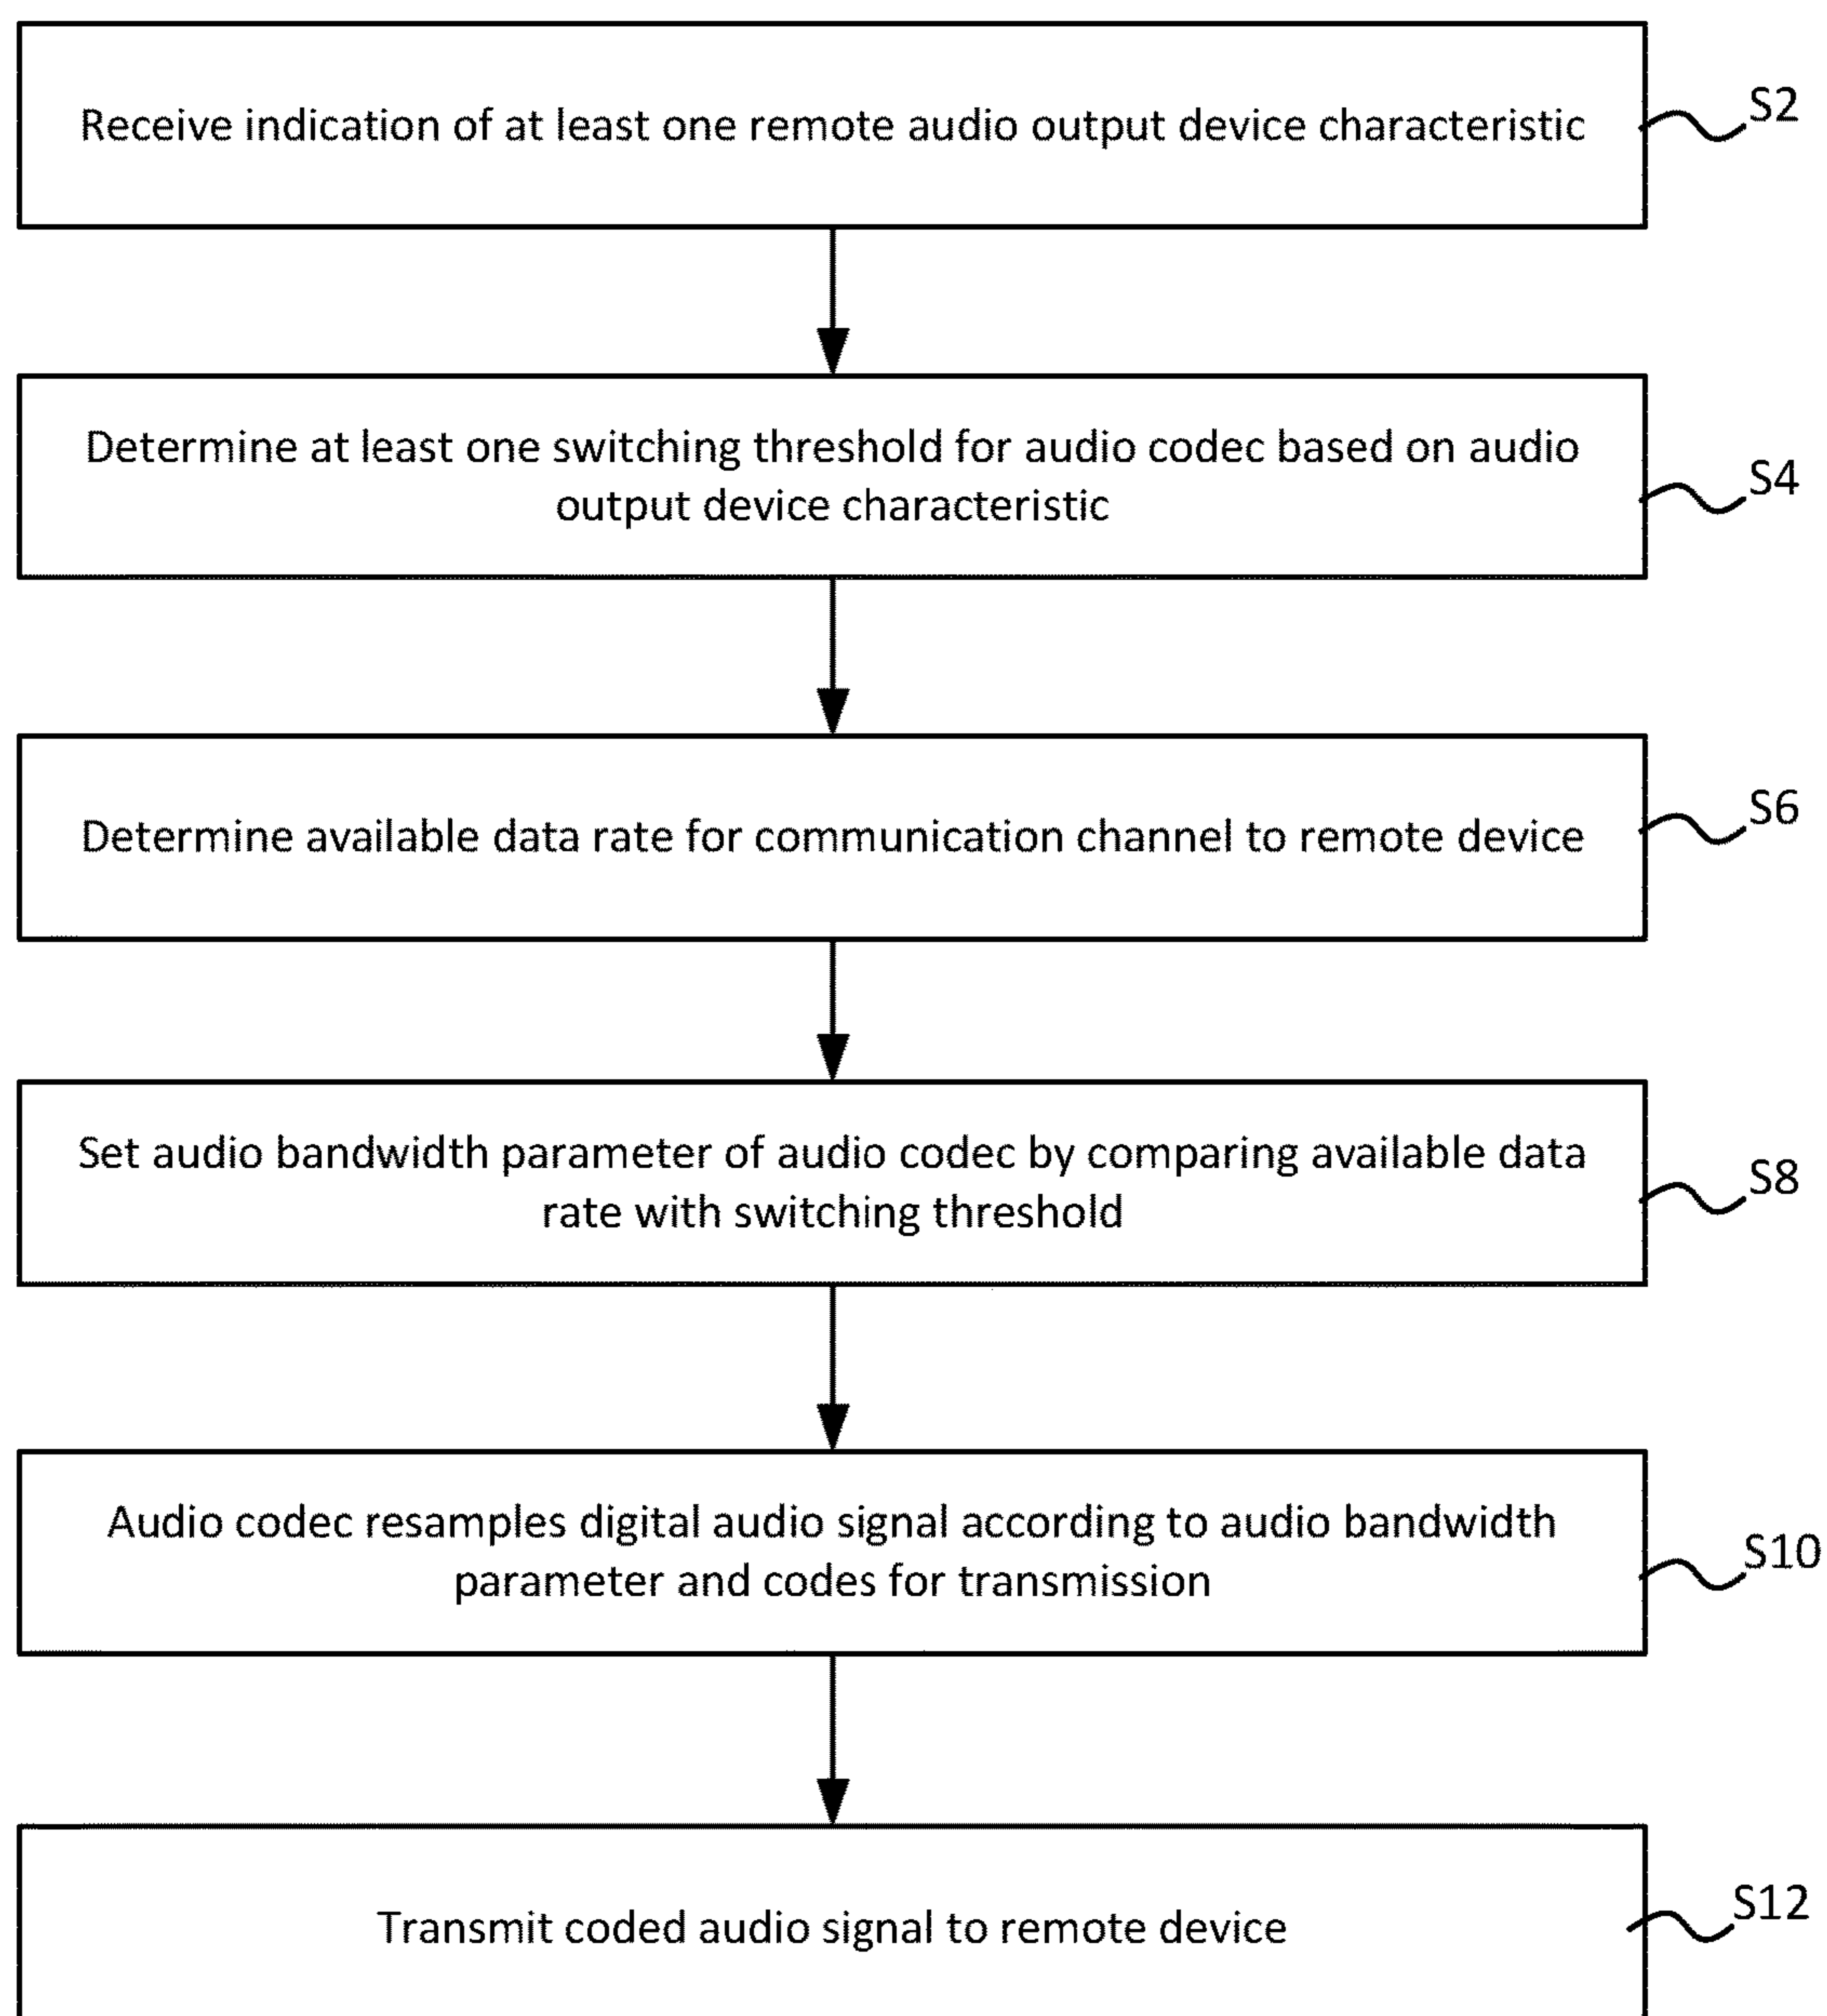 Receive indication of at least one remote audio output device characteristic
S2
Determine at least one switching threshold for audio codec based on audio
output device characteristic
S4
Determine available data rate for communication channel to remote device
S6
Set audio bandwidth parameter of audio codec by comparing available data
rate with switching threshold
S8
Audio codec resamples digital audio signal according to audio bandwidth
parameter and codes for transmission
S10
Transmit coded audio signal to remote device
S12